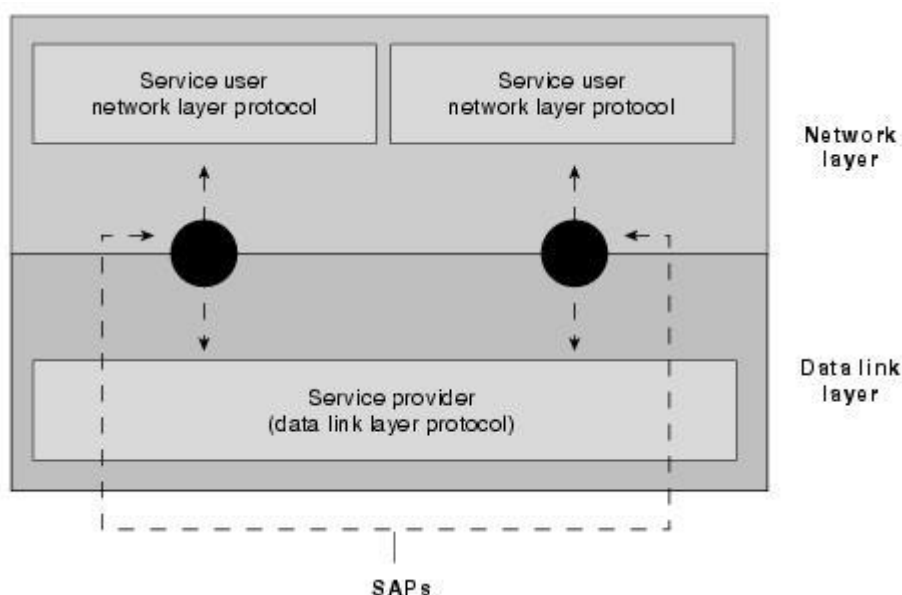 Service user
network layer protocol
Service user
network layer protocol
Network
layer
Service provider
(data link layer protocol)
Data link
layer
SAPs